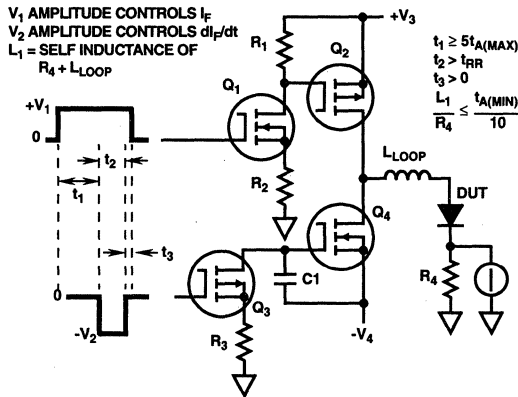 V1 AMPLITUDE CONTROLS IF
V2 AMPLITUDE CONTROLS dIF/dt
L1 = SELF INDUCTANCE OF
R4 + LLOOP
+V1
0
t2
t1
t3
0
-V2
R1
Q1
R2
Q2
+V3
Q3
R3
C1
Q4
-V4
LLOOP
DUT
R4
t1 ≥ 5tA(MAX)
t2 > tRR
t3 > 0
L1/R4 ≤ tA(MIN)/10